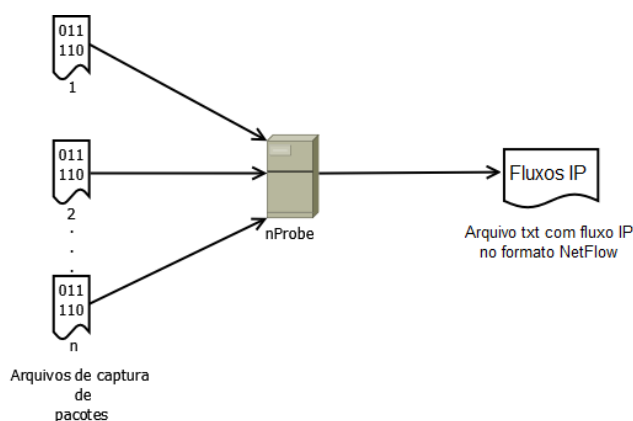 011
110
1
011
110
2
.
.
.
011
110
n
Arquivos de captura
de
pacotes
nProbe
Fluxos IP
Arquivo txt com fluxo IP
no formato NetFlow